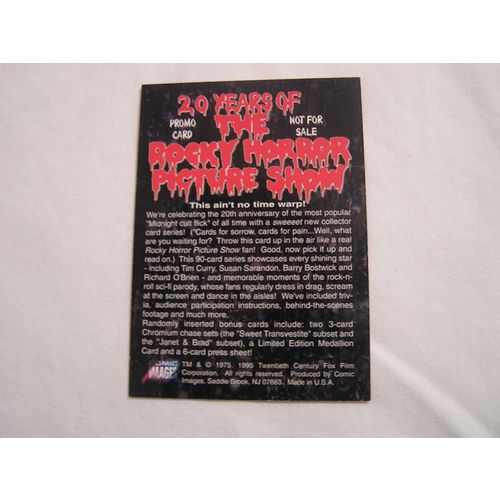 20 YEARS OF
PROMO CARD
THE
NOT FOR SALE
ROCKY HORROR
PICTURE SHOW
This ain't no time warp!
We're celebrating the 20th anniversary of the most popular
"Midnight cult flick" of all time with a sweeeet new collector
card series! ("Cards for sorrow, cards for pain...Well, what
are you waiting for? Throw this card up in the air like a real
Rocky Horror Picture Show fan! Good, now pick it up and
read on.) This 90-card series showcases every shining star
- including Tim Curry, Susan Sarandon, Barry Bostwick and
Richard O'Brien - and memorable moments of the rock-n-
roll sci-fi parody, whose fans regularly dress in drag, scream
at the screen and dance in the aisles! We've included triv-
ia, audience participation instructions, behind-the-scenes
footage and much more.
Randomly inserted bonus cards include: two 3-card
Chromium chase sets (the "Sweet Transvestite" subset and
the "Janet & Brad" subset), a Limited Edition Medallion
Card and a 6-card press sheet!
COMIC IMAGES
TM & © 1975, 1995 Twentieth Century Fox Film
Corporation. All rights reserved. Produced by Comic
Images, Saddle Brook, NJ 07663. Made in U.S.A.